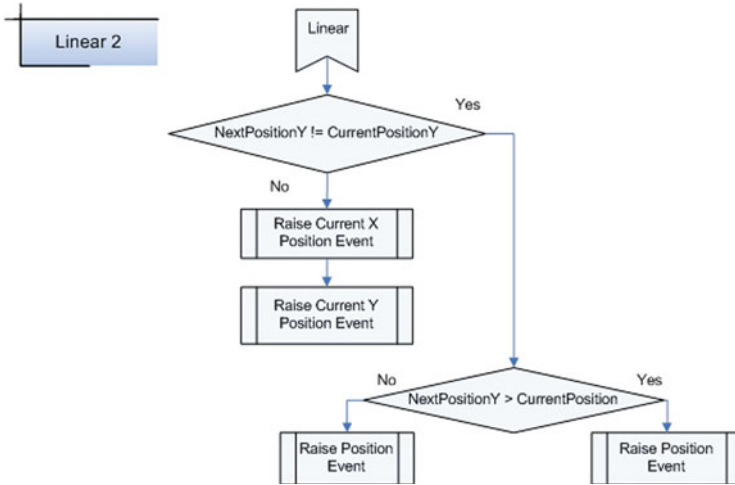 Linear 2
Linear
Yes
NextPositionY != CurrentPositionY
No
Raise Current X
Position Event
Raise Current Y
Position Event
No
Yes
NextPositionY > CurrentPosition
Raise Position
Event
Raise Position
Event